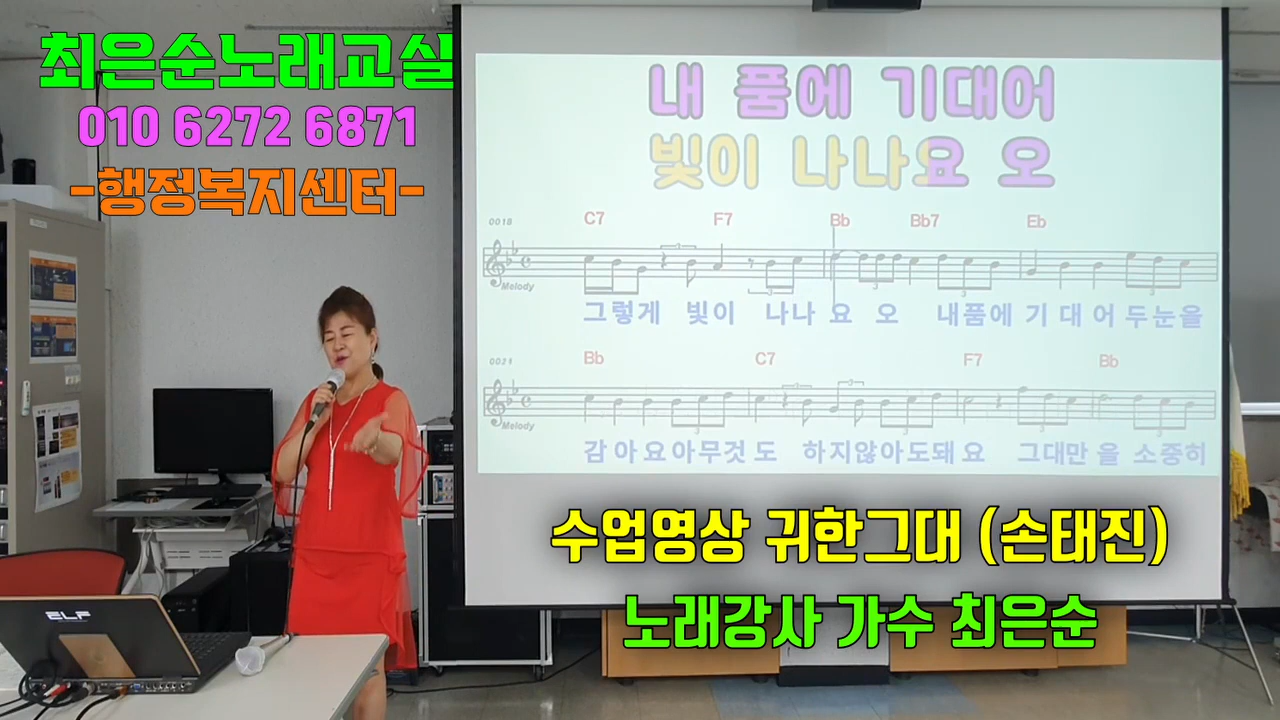 최은순노래교실
010 6272 6871
-행정복지센터-
내 품에 기대어
빛이 나나요 오
0018
C7 F7 Bb Bb7 Eb
Melody
그렇게 빛이 나나 요 오 내품에 기 대 어 두눈을
0021
Bb C7 F7 Bb
Melody
감 아 요아무것 도 하지않아도돼 요 그대만 을 소중히
수업영상 귀한그대 (손태진)
노래강사 가수 최은순
ELF